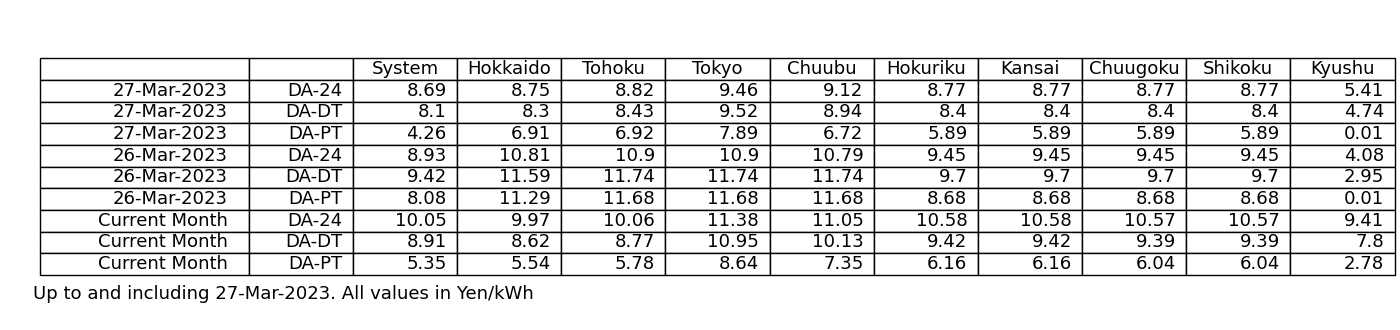 System Hokkaido Tohoku Tokyo Chuubu Hokuriku Kansai Chuugoku Shikoku Kyushu
27-Mar-2023 DA-24 8.69 8.75 8.82 9.46 9.12 8.77 8.77 8.77 8.77 5.41
27-Mar-2023 DA-DT 8.1 8.3 8.43 9.52 8.94 8.4 8.4 8.4 8.4 4.74
27-Mar-2023 DA-PT 4.26 6.91 6.92 7.89 6.72 5.89 5.89 5.89 5.89 0.01
26-Mar-2023 DA-24 8.93 10.81 10.9 10.9 10.79 9.45 9.45 9.45 9.45 4.08
26-Mar-2023 DA-DT 9.42 11.59 11.74 11.74 11.74 9.7 9.7 9.7 9.7 2.95
26-Mar-2023 DA-PT 8.08 11.29 11.68 11.68 11.68 8.68 8.68 8.68 8.68 0.01
Current Month DA-24 10.05 9.97 10.06 11.38 11.05 10.58 10.58 10.57 10.57 9.41
Current Month DA-DT 8.91 8.62 8.77 10.95 10.13 9.42 9.42 9.39 9.39 7.8
Current Month DA-PT 5.35 5.54 5.78 8.64 7.35 6.16 6.16 6.04 6.04 2.78
Up to and including 27-Mar-2023. All values in Yen/kWh